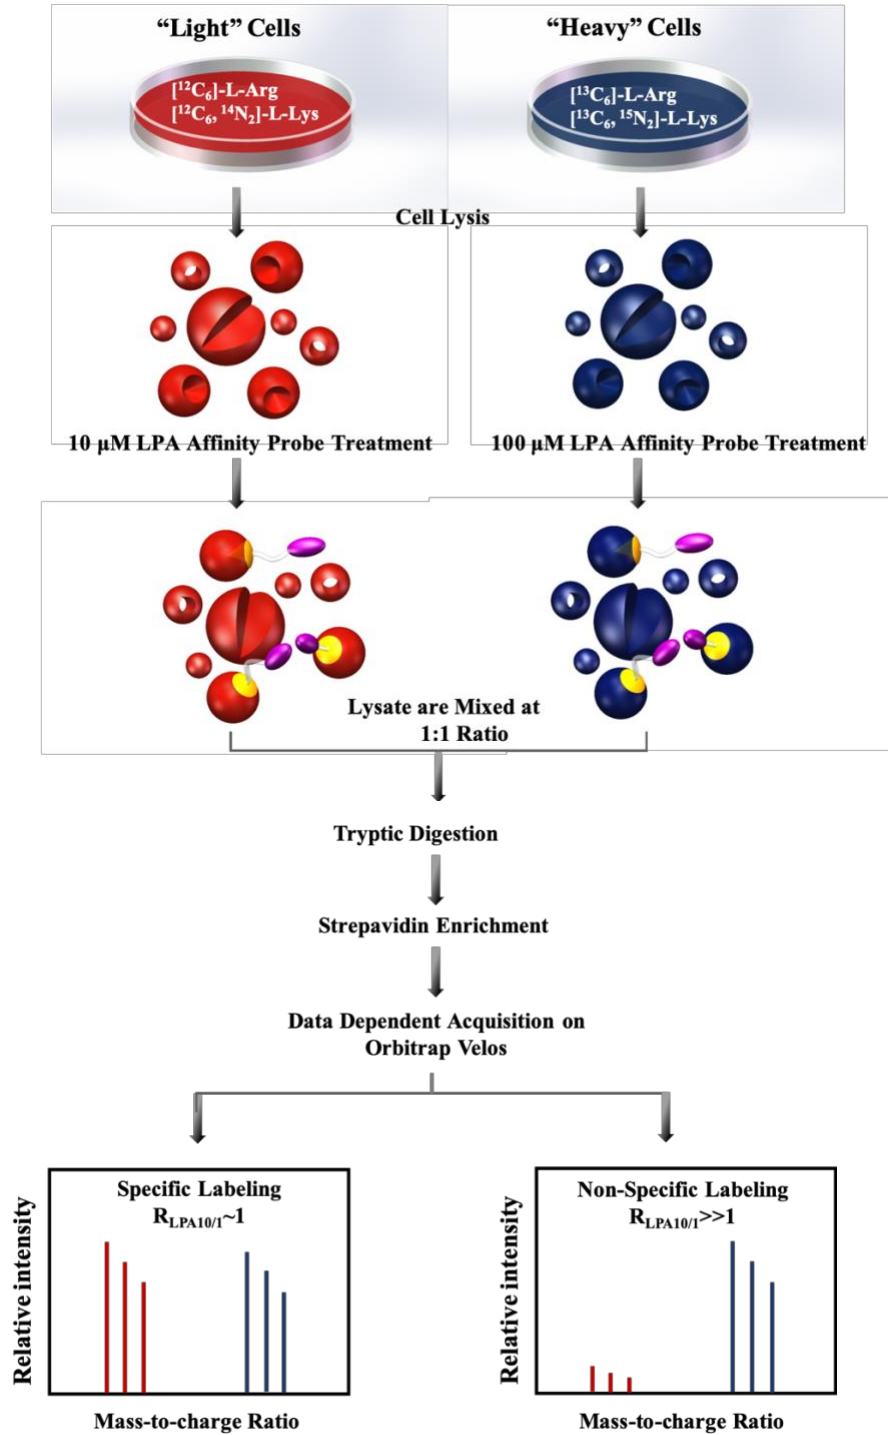 “Light” Cells
“Heavy” Cells
[¹²C₆]-L-Arg
[¹²C₆, ¹⁴N₂]-L-Lys
[¹³C₆]-L-Arg
[¹³C₆, ¹⁵N₂]-L-Lys
Cell Lysis
10 µM LPA Affinity Probe Treatment
100 µM LPA Affinity Probe Treatment
Lysate are Mixed at
1:1 Ratio
Tryptic Digestion
Strepavidin Enrichment
Data Dependent Acquisition on
Orbitrap Velos
Relative intensity
Specific Labeling
R_LPA10/1~1
Mass-to-charge Ratio
Relative intensity
Non-Specific Labeling
R_LPA10/1>>1
Mass-to-charge Ratio